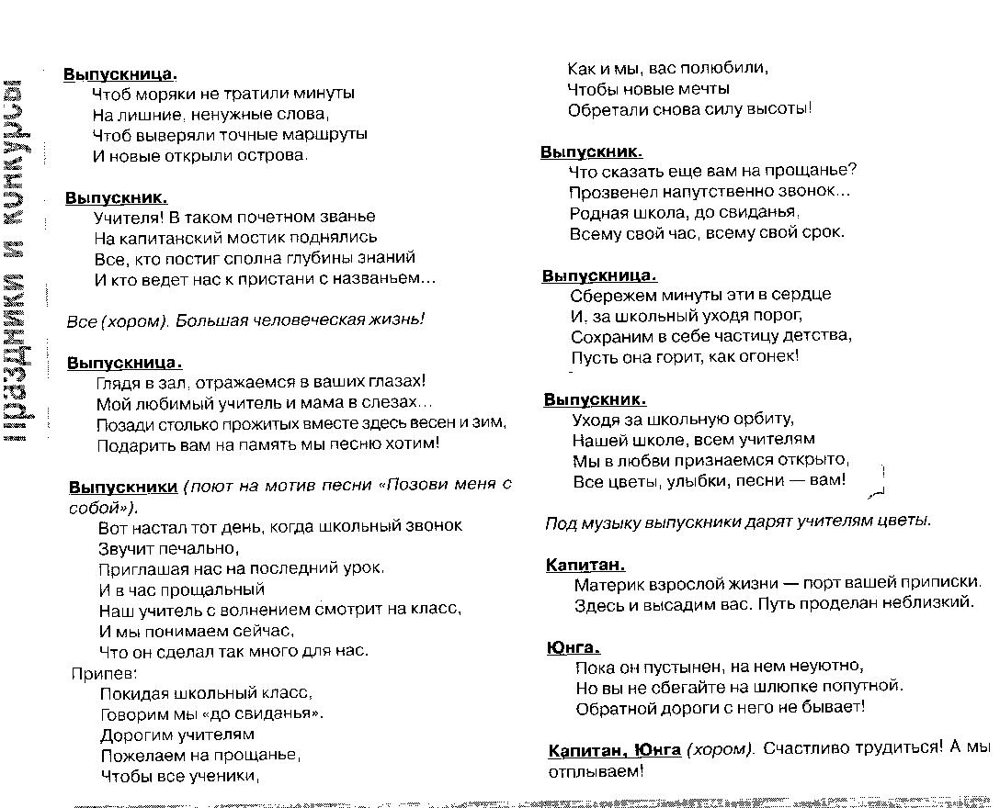 праздники и конкурсы
Выпускница.
Чтоб моряки не тратили минуты
На лишние, ненужные слова,
Чтоб выверяли точные маршруты
И новые открыли острова.
Выпускник.
Учителя! В таком почетном званье
На капитанский мостик поднялись
Все, кто постиг сполна глубины знаний
И кто ведет нас к пристани с названьем...
Все (хором). Большая человеческая жизнь!
Выпускница.
Глядя в зал, отражаемся в ваших глазах!
Мой любимый учитель и мама в слезах...
Позади столько прожитых вместе здесь весен и зим,
Подарить вам на память мы песню хотим!
Выпускники (поют на мотив песни «Позови меня с
собой»).
Вот настал тот день, когда школьный звонок
Звучит печально,
Приглашая нас на последний урок.
И в час прощальный
Наш учитель с волнением смотрит на класс,
И мы понимаем сейчас,
Что он сделал так много для нас.
Припев:
Покидая школьный класс,
Говорим мы «до свиданья».
Дорогим учителям
Пожелаем на прощанье,
Чтобы все ученики,
Как и мы, вас полюбили,
Чтобы новые мечты
Обретали снова силу высоты!
Выпускник.
Что сказать еще вам на прощанье?
Прозвенел напутственно звонок...
Родная школа, до свиданья,
Всему свой час, всему свой срок.
Выпускница.
Сбережем минуты эти в сердце
И, за школьный уходя порог,
Сохраним в себе частицу детства,
Пусть она горит, как огонек!
Выпускник.
Уходя за школьную орбиту,
Нашей школе, всем учителям
Мы в любви признаемся открыто,
Все цветы, улыбки, песни — вам!
Под музыку выпускники дарят учителям цветы.
Капитан.
Материк взрослой жизни — порт вашей приписки.
Здесь и высадим вас. Путь проделан неблизкий.
Юнга.
Пока он пустынен, на нем неуютно,
Но вы не сбегайте на шлюпке попутной.
Обратной дороги с него не бывает!
Капитан, Юнга (хором). Счастливо трудиться! А мы
отплываем!